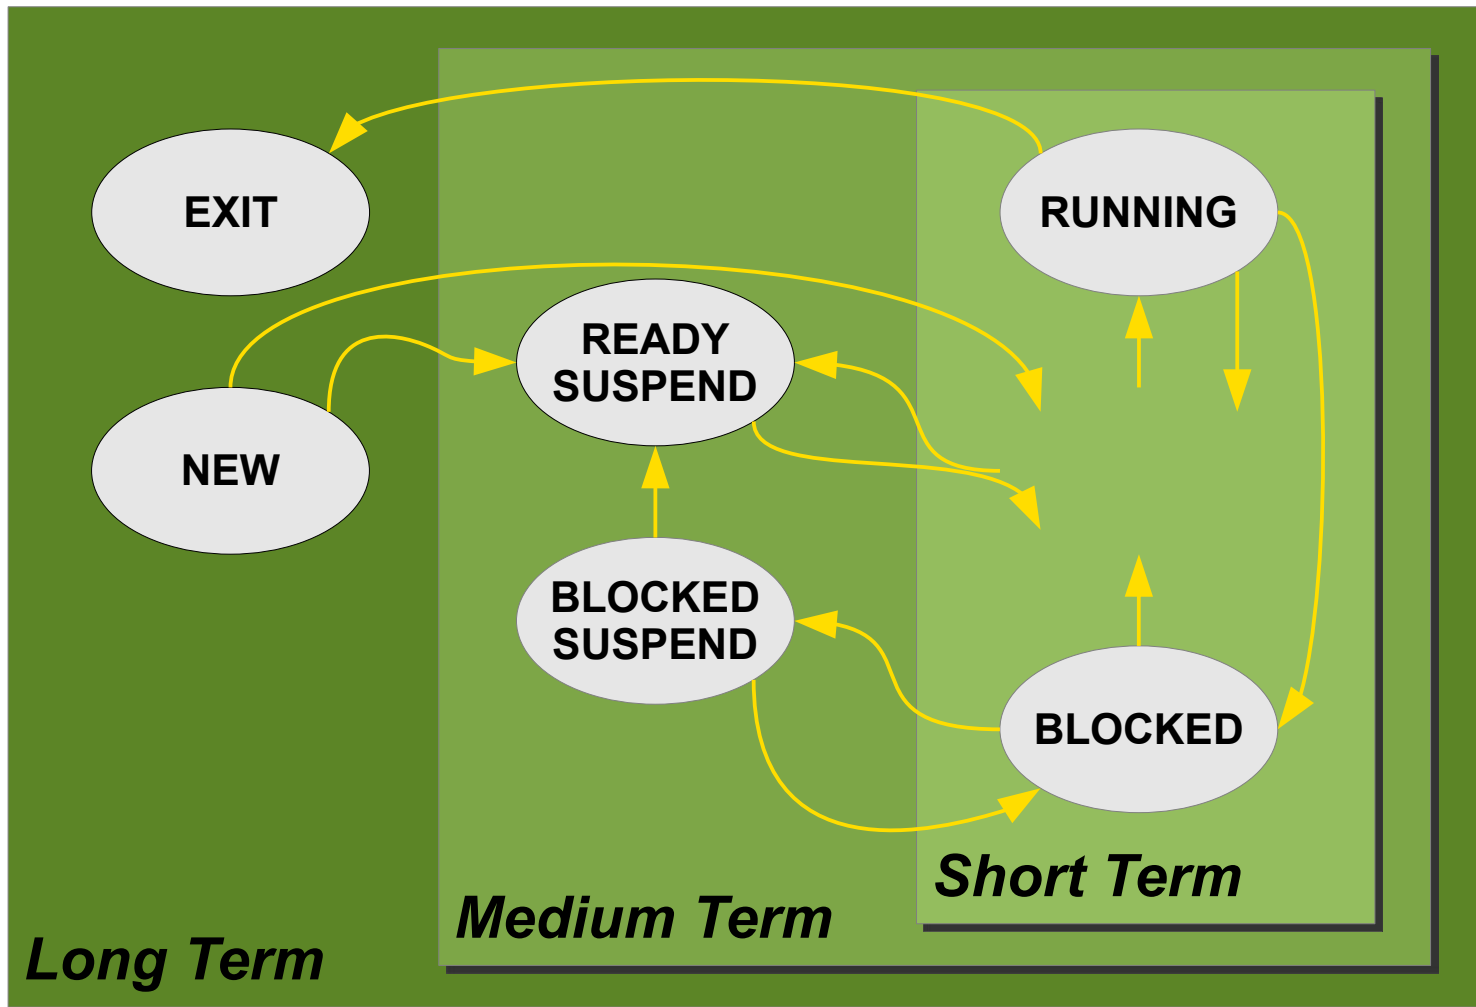 EXIT
RUNNING
READY
SUSPEND
NEW
BLOCKED
SUSPEND
BLOCKED
Short Term
Medium Term
Long Term